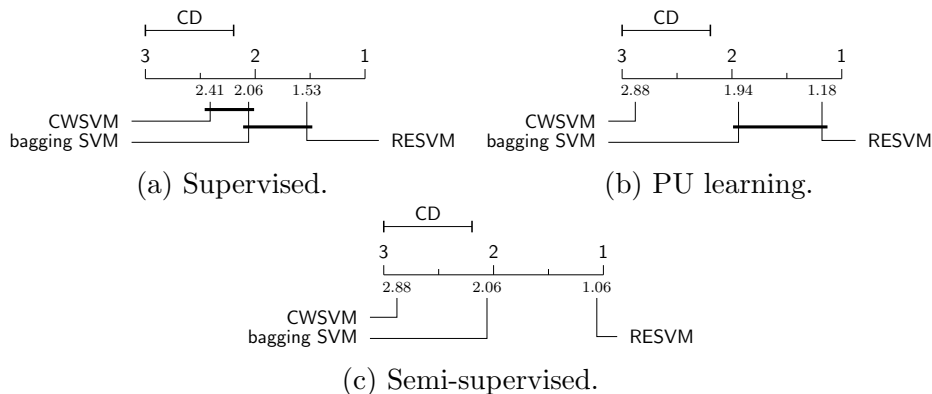 CD
3 2 1
2.41 2.06 1.53
CWSVM
bagging SVM RESVM
(a) Supervised.
CD
3 2 1
2.88 1.94 1.18
CWSVM
bagging SVM RESVM
(b) PU learning.
CD
3 2 1
2.88 2.06 1.06
CWSVM
bagging SVM RESVM
(c) Semi-supervised.